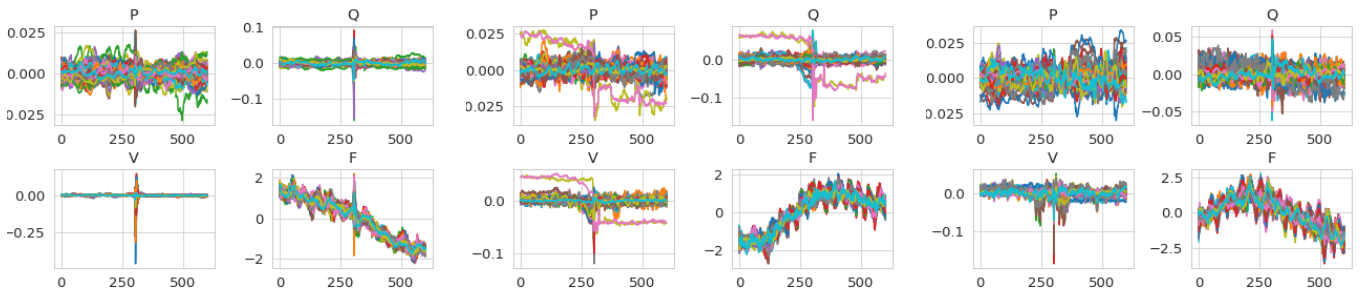 P Q P Q P Q
0.025 0.1 0.025 0.0 0.025 0.05
0.000 0.0 0.000 −0.1 0.000 0.00
0.025 −0.1 0.025 0.025 −0.05
0 250 500 0 250 500 0 250 500 0 250 500 0 250 500 0 250 500
V F V F V F
0.00 2 0.0 2 0.0 2.5
−0.25 0 −0.1 0 −0.1 0.0
−2 −2 −2.5
0 250 500 0 250 500 0 250 500 0 250 500 0 250 500 0 250 500